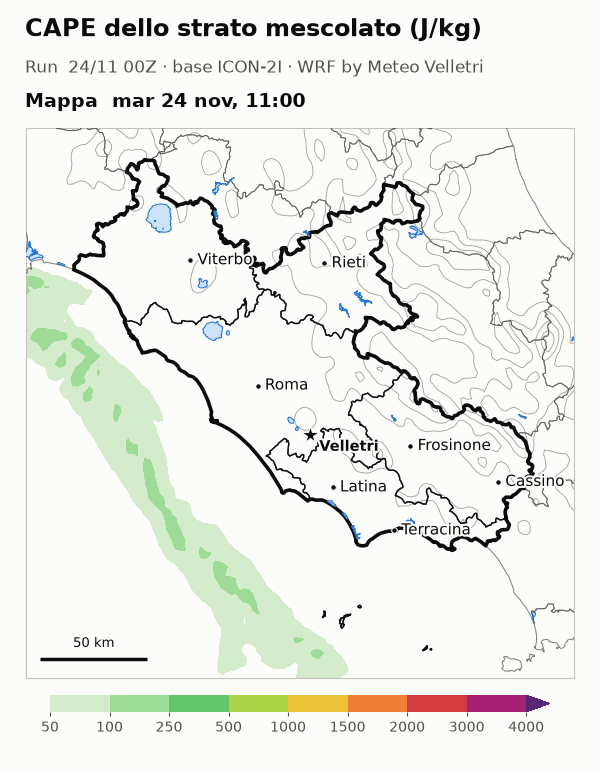 CAPE dello strato mescolato (J/kg)
Run  24/11 00Z · base ICON-2I · WRF by Meteo Velletri
Mappa  mar 24 nov, 11:00
Viterbo
Rieti
Roma
Velletri
Frosinone
Latina
Cassino
Terracina
50 km
50 100 250 500 1000 1500 2000 3000 4000